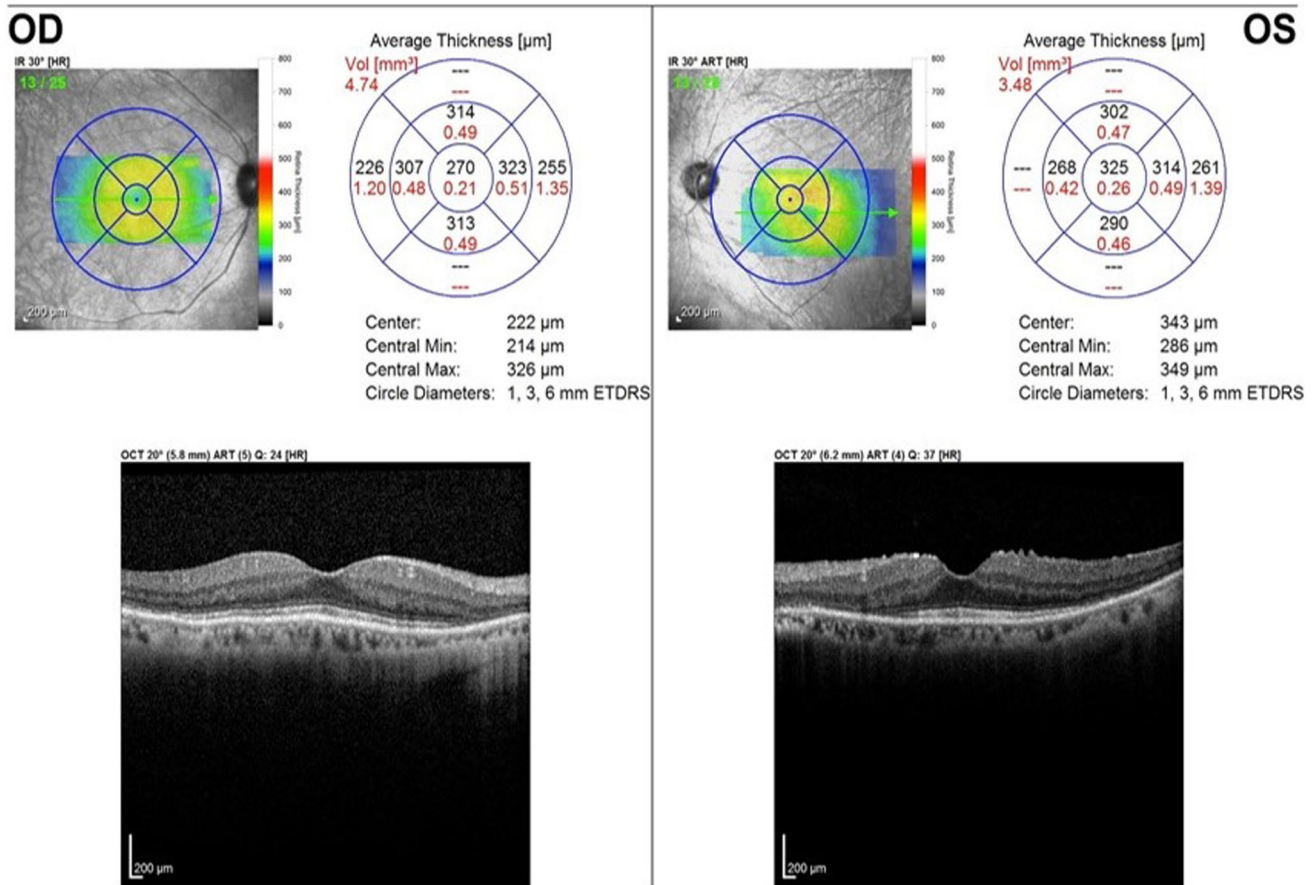 OD
IR 30° [HR]
13 / 25
200 µm
800
700
600
500
400
300
200
100
0
Retina Thickness [µm]
Average Thickness [µm]
Vol [mm³]
4.74
---
---
314
0.49
226 307 270 323 255
1.20 0.48 0.21 0.51 1.35
313
0.49
---
---
Center: 222 µm
Central Min: 214 µm
Central Max: 326 µm
Circle Diameters: 1, 3, 6 mm ETDRS
OCT 20° (5.8 mm) ART (5) Q: 24 [HR]
200 µm
OS
IR 30° ART [HR]
200 µm
800
700
600
500
400
300
200
100
0
Retina Thickness [µm]
Average Thickness [µm]
Vol [mm³]
3.48
---
---
302
0.47
--- 268 325 314 261
--- 0.42 0.26 0.49 1.39
290
0.46
---
---
Center: 343 µm
Central Min: 286 µm
Central Max: 349 µm
Circle Diameters: 1, 3, 6 mm ETDRS
OCT 20° (6.2 mm) ART (4) Q: 37 [HR]
200 µm